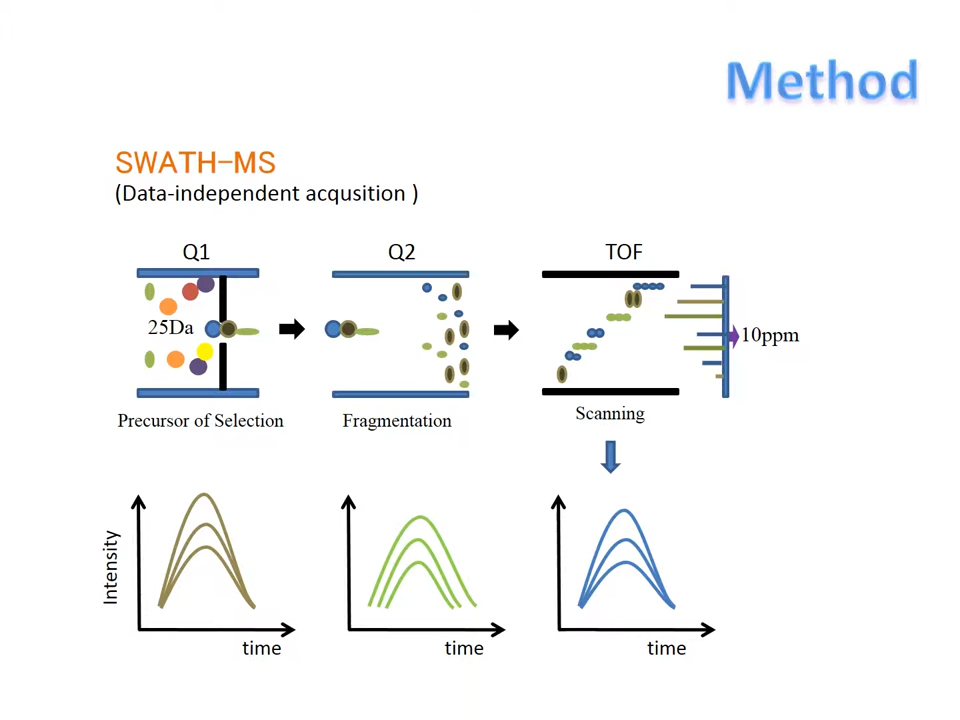 Method
SWATH-MS
(Data-independent acqusition )
Q1
Q2
TOF
25Da
10ppm
Precursor of Selection
Fragmentation
Scanning
Intensity
time
time
time